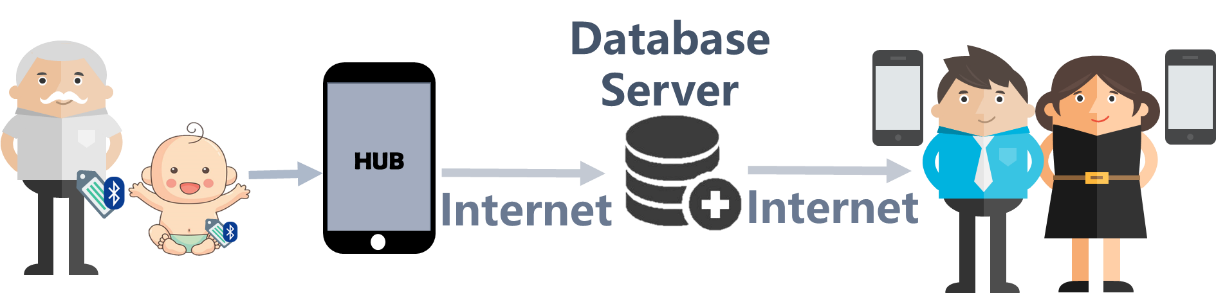 Database
Server
HUB
Internet
Internet